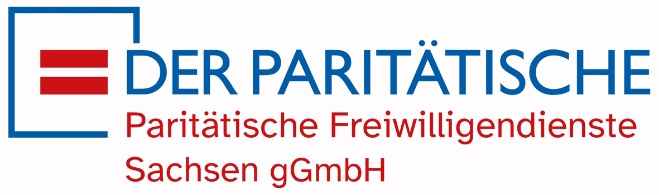 DER PARITÄTISCHE
Paritätische Freiwilligendienste
Sachsen gGmbH